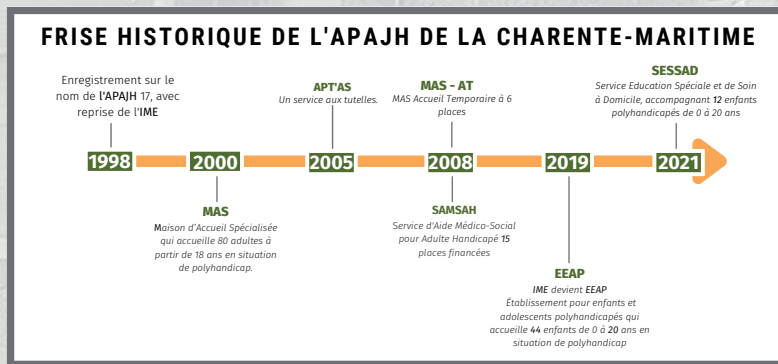 FRISE HISTORIQUE DE L'APAJH DE LA CHARENTE-MARITIME
Enregistrement sur le
nom de l'APAJH 17, avec
reprise de l'IME
APT'AS
Un service aux tutelles.
MAS - AT
MAS Accueil Temporaire à 6
places
SESSAD
Service Education Spéciale et de Soin
à Domicile, accompagnant 12 enfants
polyhandicapés de 0 à 20 ans
1998
2000
2005
2008
2019
2021
MAS
Maison d'Accueil Spécialisée
qui accueille 80 adultes à
partir de 18 ans en situation
de polyhandicap.
SAMSAH
Service d'Aide Médico-Social
pour Adulte Handicapé 15
places financées
EEAP
IME devient EEAP
Établissement pour enfants et
adolescents polyhandicapés qui
accueille 44 enfants de 0 à 20 ans en
situation de polyhandicap